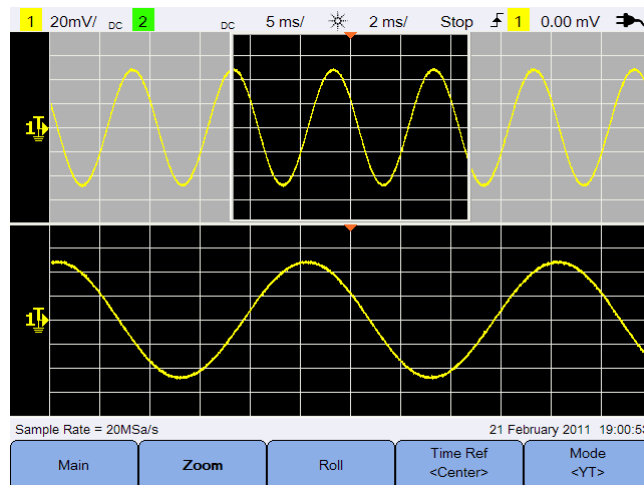 1 20mV/ DC 2 DC 5 ms/ 2 ms/ Stop 1 0.00 mV
1
1
Sample Rate = 20MSa/s 21 February 2011 19:00:53
Main Zoom Roll Time Ref <Center> Mode <YT>